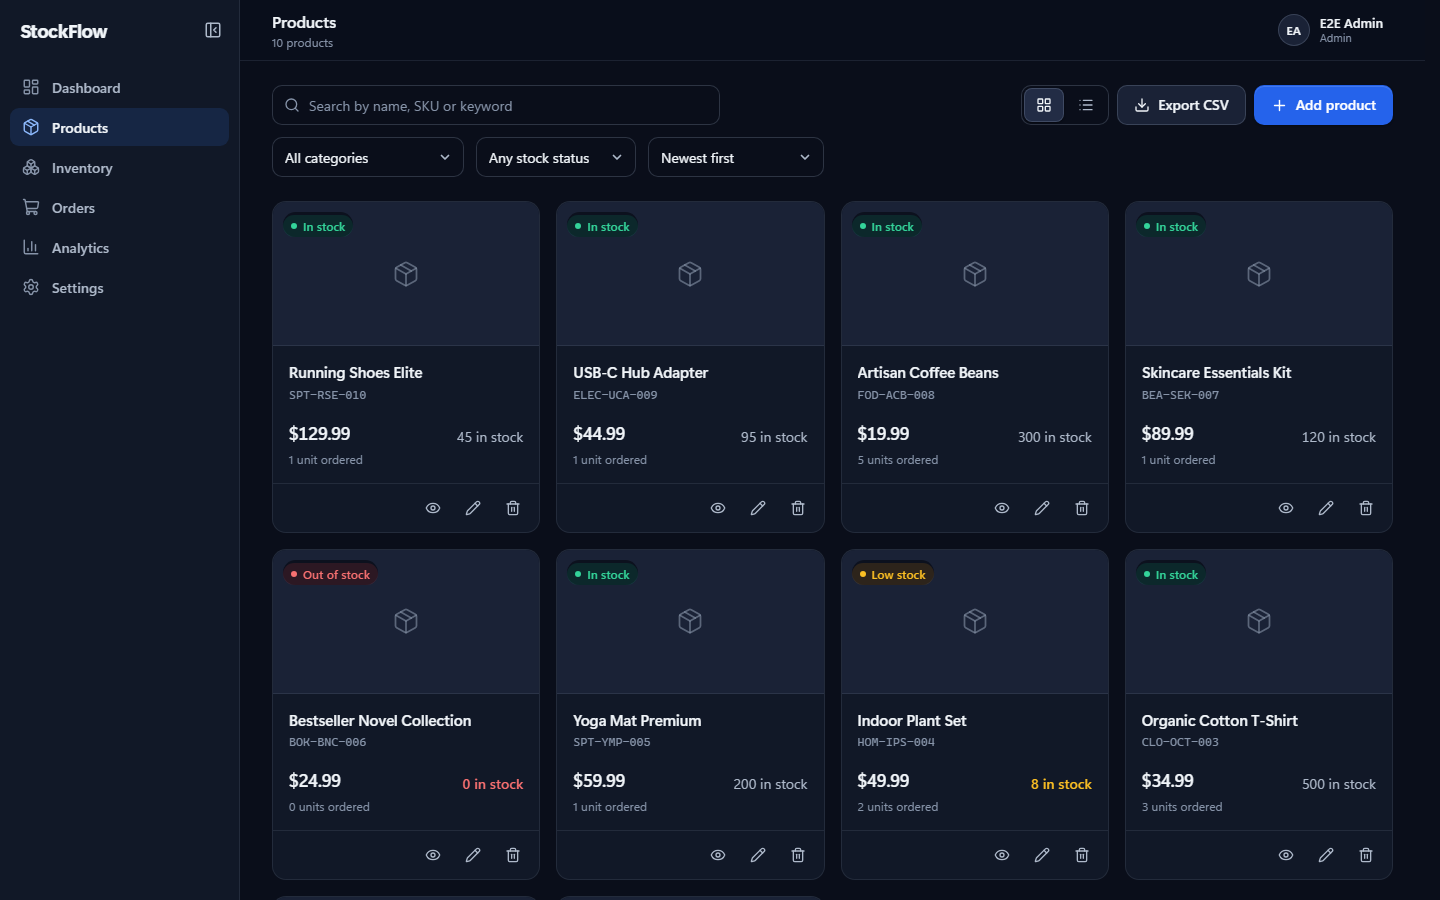 StockFlow
Dashboard
Products
Inventory
Orders
Analytics
Settings
Products
10 products
EA
E2E Admin
Admin
Search by name, SKU or keyword
Export CSV
Add product
All categories
Any stock status
Newest first
In stock
Running Shoes Elite
SPT-RSE-010
$129.99
45 in stock
1 unit ordered
In stock
USB-C Hub Adapter
ELEC-UCA-009
$44.99
95 in stock
1 unit ordered
In stock
Artisan Coffee Beans
FOD-ACB-008
$19.99
300 in stock
5 units ordered
In stock
Skincare Essentials Kit
BEA-SEK-007
$89.99
120 in stock
1 unit ordered
Out of stock
Bestseller Novel Collection
BOK-BNC-006
$24.99
0 in stock
0 units ordered
In stock
Yoga Mat Premium
SPT-YMP-005
$59.99
200 in stock
1 unit ordered
Low stock
Indoor Plant Set
HOM-IPS-004
$49.99
8 in stock
2 units ordered
In stock
Organic Cotton T-Shirt
CLO-OCT-003
$34.99
500 in stock
3 units ordered